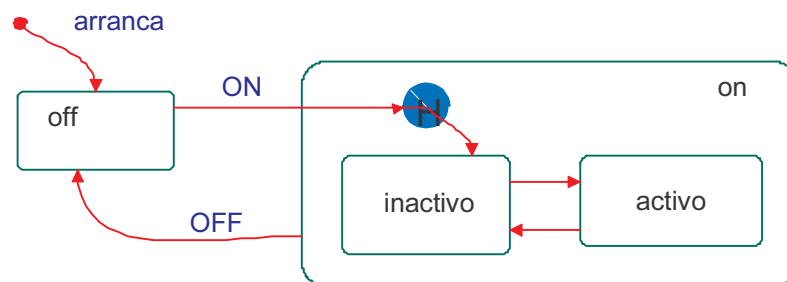 arranca
ON
on
off
H
inactivo
activo
OFF